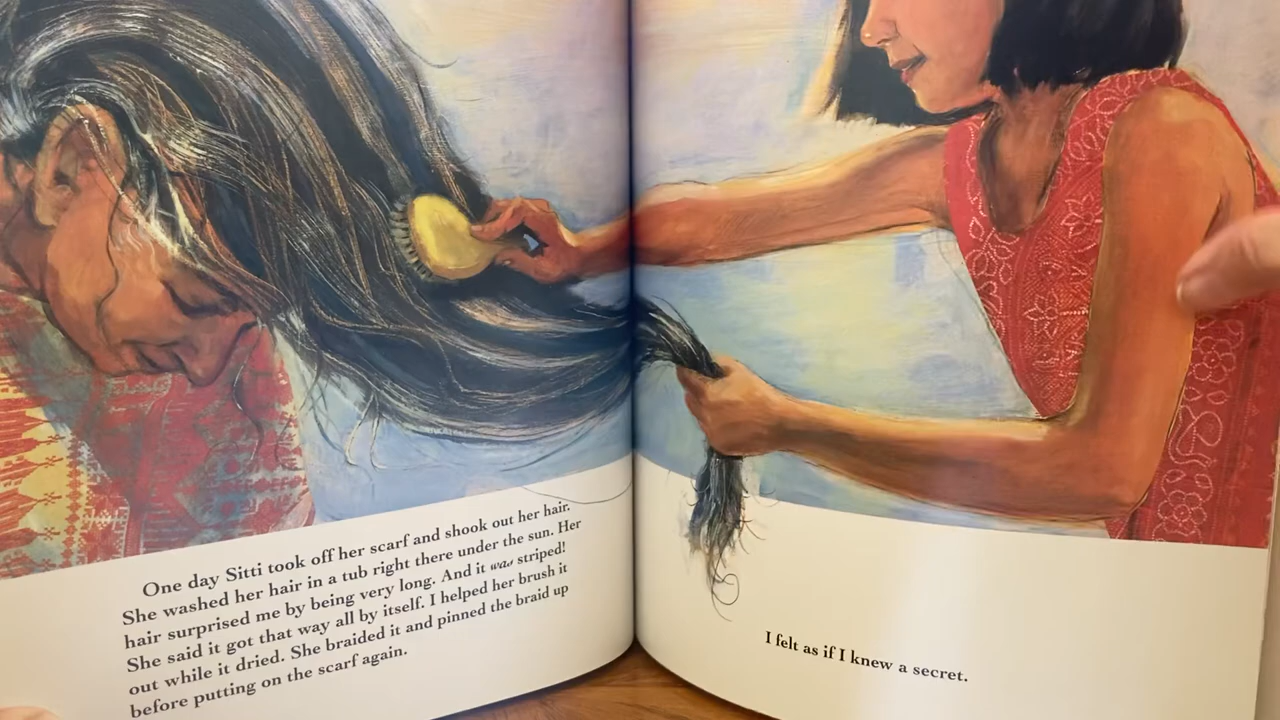 One day Sitti took off her scarf and shook out her hair.
She washed her hair in a tub right there under the sun. Her
hair surprised me by being very long. And it was striped!
She said it got that way all by itself. I helped her brush it
out while it dried. She braided it and pinned the braid up
before putting on the scarf again.
I felt as if I knew a secret.